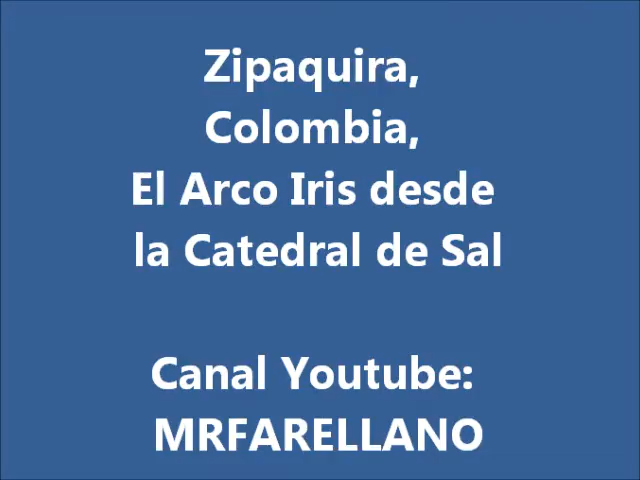 Zipaquira,
Colombia,
El Arco Iris desde
la Catedral de Sal
Canal Youtube:
MRFARELLANO